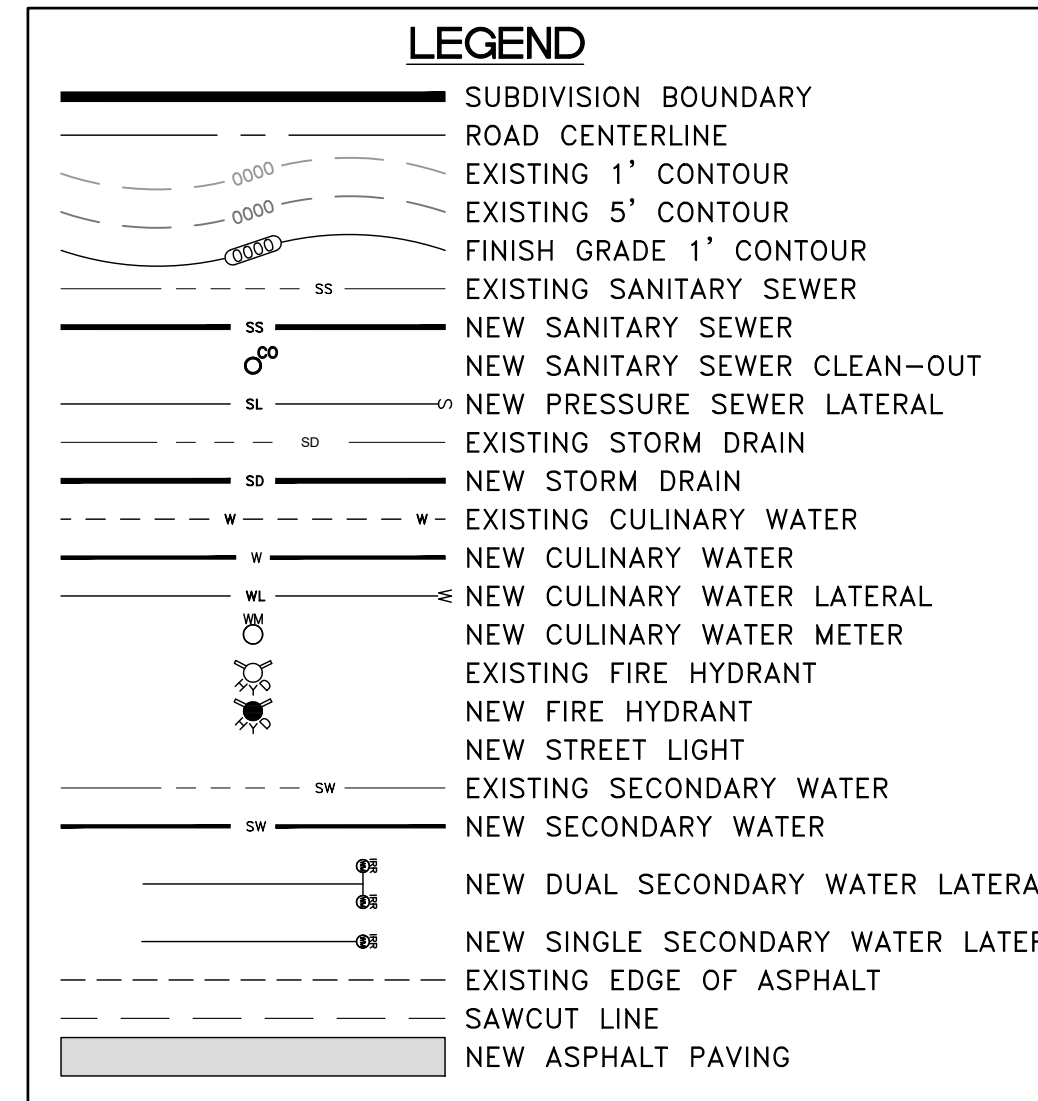 LEGEND
SUBDIVISION BOUNDARY
ROAD CENTERLINE
0000 EXISTING 1' CONTOUR
0000 EXISTING 5' CONTOUR
0000 FINISH GRADE 1' CONTOUR
SS EXISTING SANITARY SEWER
SS NEW SANITARY SEWER
CO NEW SANITARY SEWER CLEAN-OUT
SL S NEW PRESSURE SEWER LATERAL
SD EXISTING STORM DRAIN
SD NEW STORM DRAIN
W W EXISTING CULINARY WATER
W NEW CULINARY WATER
WL W NEW CULINARY WATER LATERAL
WM NEW CULINARY WATER METER
HYD EXISTING FIRE HYDRANT
HYD NEW FIRE HYDRANT
NEW STREET LIGHT
SW EXISTING SECONDARY WATER
SW NEW SECONDARY WATER
IRR IRR NEW DUAL SECONDARY WATER LATERA
IRR NEW SINGLE SECONDARY WATER LATER
EXISTING EDGE OF ASPHALT
SAWCUT LINE
NEW ASPHALT PAVING